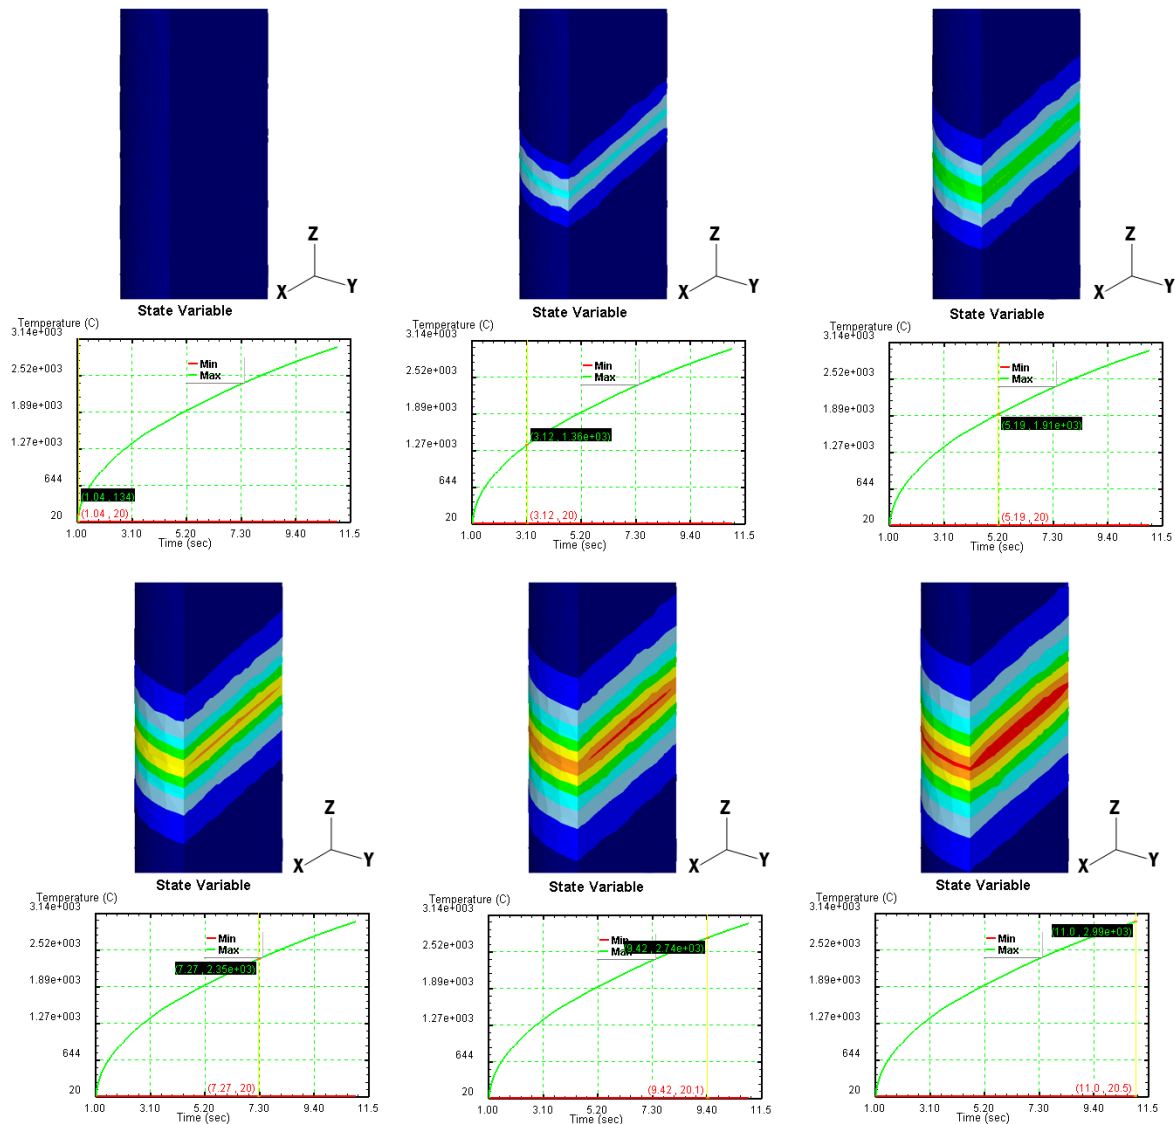 Z
X
Y
State Variable
Temperature (C)
3.14e+003
2.52e+003
1.89e+003
1.27e+003
644
20
Min
Max
(1.04 , 134)
(1.04 , 20)
1.00 3.10 5.20 7.30 9.40 11.5
Time (sec)
Z
X
Y
State Variable
Temperature (C)
3.14e+003
2.52e+003
1.89e+003
1.27e+003
644
20
Min
Max
(3.12 , 1.36e+03)
(3.12 , 20)
1.00 3.10 5.20 7.30 9.40 11.5
Time (sec)
Z
X
Y
State Variable
Temperature (C)
3.14e+003
2.52e+003
1.89e+003
1.27e+003
644
20
Min
Max
(5.19 , 1.91e+03)
(5.19 , 20)
1.00 3.10 5.20 7.30 9.40 11.5
Time (sec)
Z
X
Y
State Variable
Temperature (C)
3.14e+003
2.52e+003
1.89e+003
1.27e+003
644
20
Min
Max
(7.27 , 2.35e+03)
(7.27 , 20)
1.00 3.10 5.20 7.30 9.40 11.5
Time (sec)
Z
X
Y
State Variable
Temperature (C)
3.14e+003
2.52e+003
1.89e+003
1.27e+003
644
20
Min
Max
(9.42 , 2.74e+03)
(9.42 , 20.1)
1.00 3.10 5.20 7.30 9.40 11.5
Time (sec)
Z
X
Y
State Variable
Temperature (C)
3.14e+003
2.52e+003
1.89e+003
1.27e+003
644
20
Min
Max
(11.0 , 2.99e+03)
(11.0 , 20.5)
1.00 3.10 5.20 7.30 9.40 11.5
Time (sec)